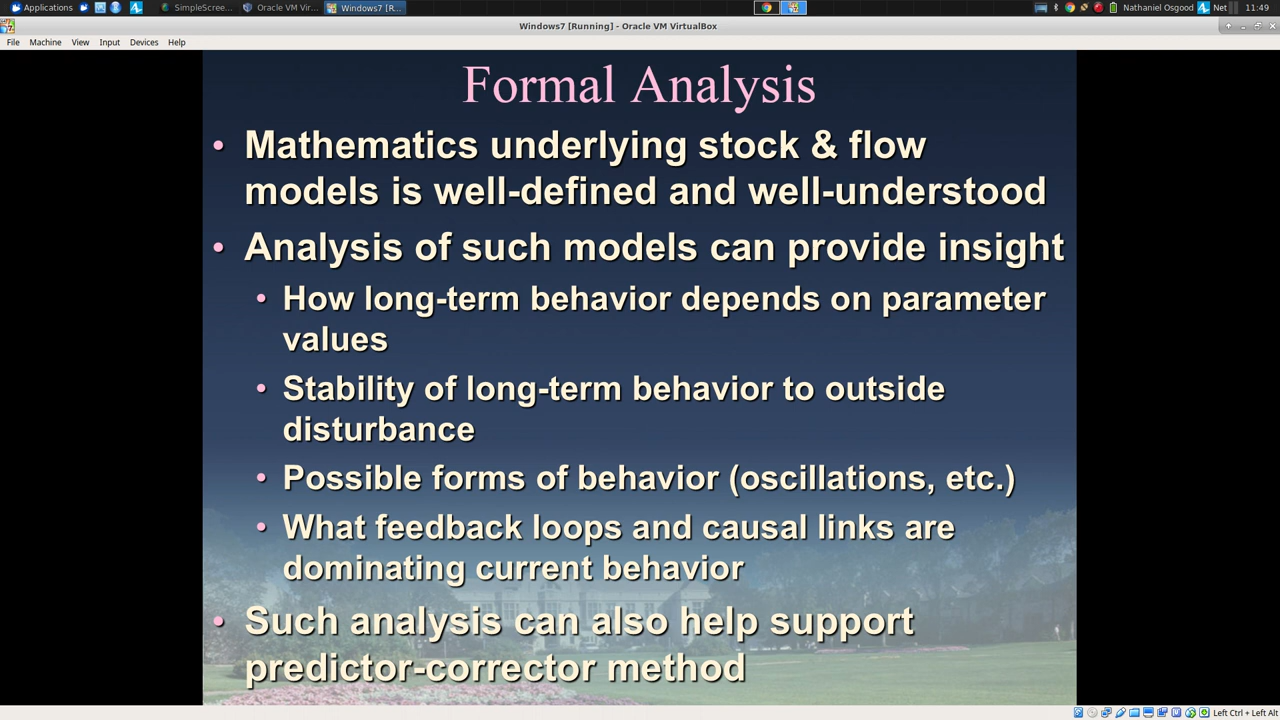 Applications SimpleScree... Oracle VM Vir... Windows7 [R... Nathaniel Osgood Net 11:49
Windows7 [Running] - Oracle VM VirtualBox
File Machine View Input Devices Help
Formal Analysis
• Mathematics underlying stock & flow
models is well-defined and well-understood
• Analysis of such models can provide insight
• How long-term behavior depends on parameter
values
• Stability of long-term behavior to outside
disturbance
• Possible forms of behavior (oscillations, etc.)
• What feedback loops and causal links are
dominating current behavior
• Such analysis can also help support
predictor-corrector method
Left Ctrl + Left Alt